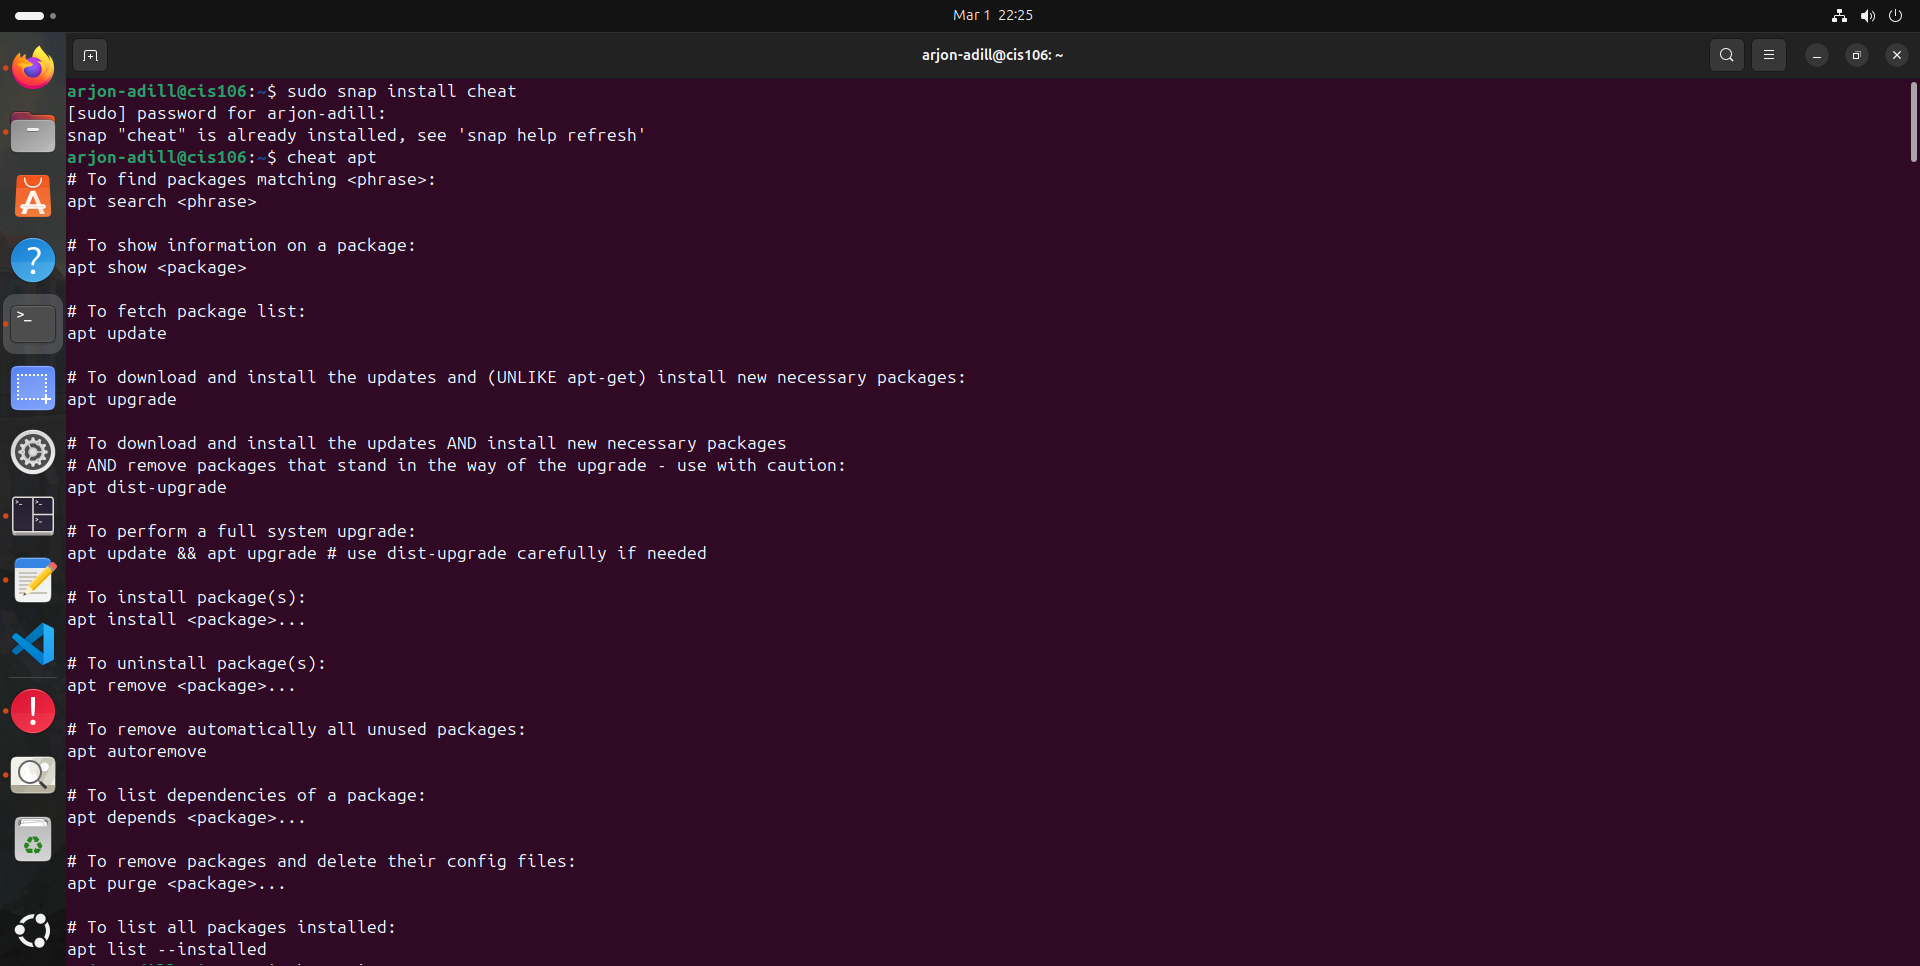 Mar 1 22:25
arjon-adill@cis106: ~
arjon-adill@cis106:~$ sudo snap install cheat
[sudo] password for arjon-adill:
snap "cheat" is already installed, see 'snap help refresh'
arjon-adill@cis106:~$ cheat apt
# To find packages matching <phrase>:
apt search <phrase>
# To show information on a package:
apt show <package>
# To fetch package list:
apt update
# To download and install the updates and (UNLIKE apt-get) install new necessary packages:
apt upgrade
# To download and install the updates AND install new necessary packages
# AND remove packages that stand in the way of the upgrade - use with caution:
apt dist-upgrade
# To perform a full system upgrade:
apt update && apt upgrade # use dist-upgrade carefully if needed
# To install package(s):
apt install <package>...
# To uninstall package(s):
apt remove <package>...
# To remove automatically all unused packages:
apt autoremove
# To list dependencies of a package:
apt depends <package>...
# To remove packages and delete their config files:
apt purge <package>...
# To list all packages installed:
apt list --installed